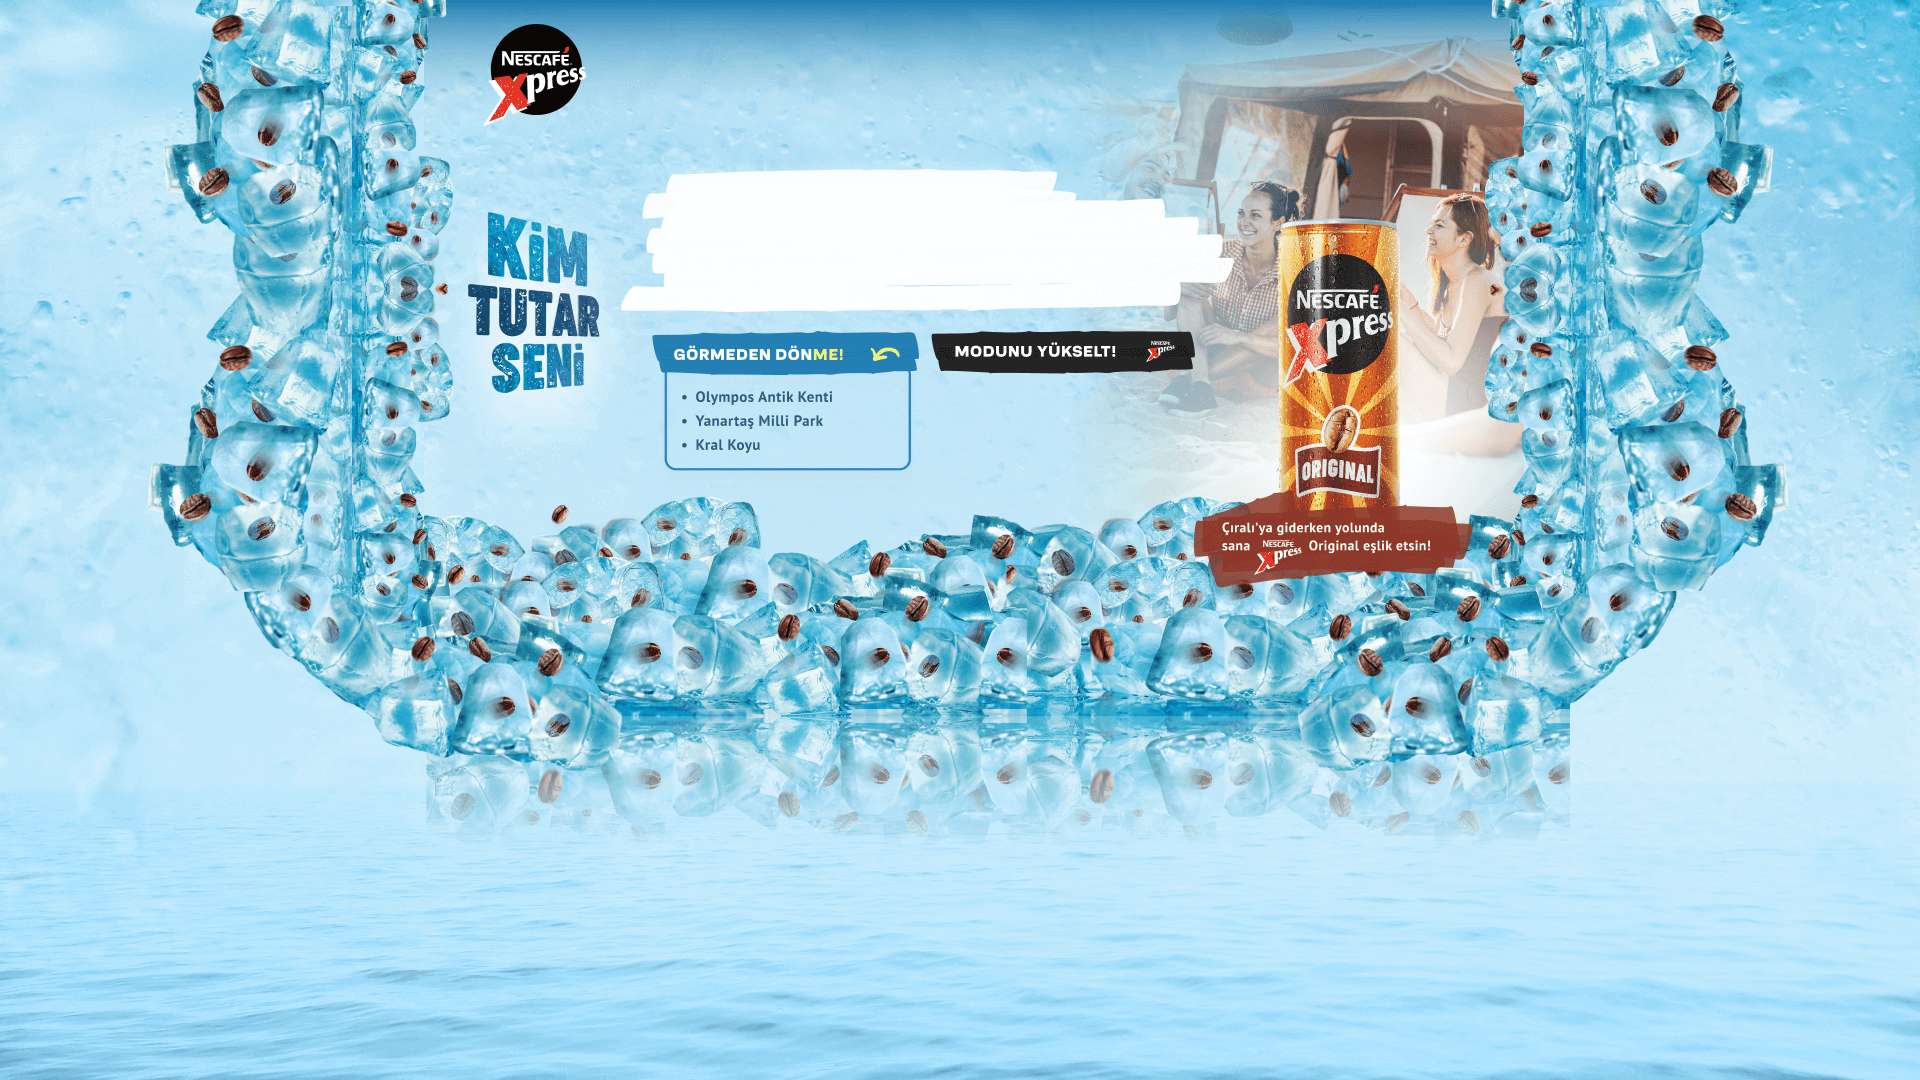 NESCAFÉ
Xpress
KİM
TUTAR
SENİ
GÖRMEDEN DÖNME!
• Olympos Antik Kenti
• Yanartaş Milli Park
• Kral Koyu
MODUNU YÜKSELT! NESCAFÉ Xpress
NESCAFÉ
Xpress
ORIGINAL
Çıralı'ya giderken yolunda
sana NESCAFÉ Xpress Original eşlik etsin!